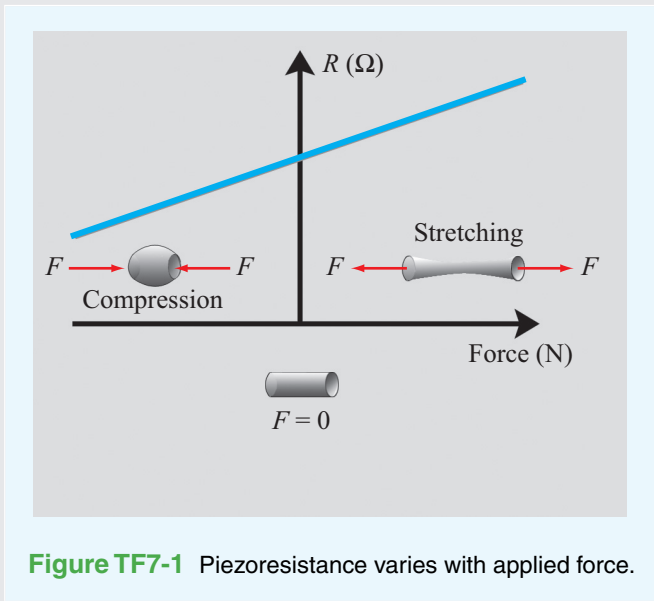 R (Ω)
Stretching
F F F F
Compression
Force (N)
F = 0
Figure TF7-1 Piezoresistance varies with applied force.